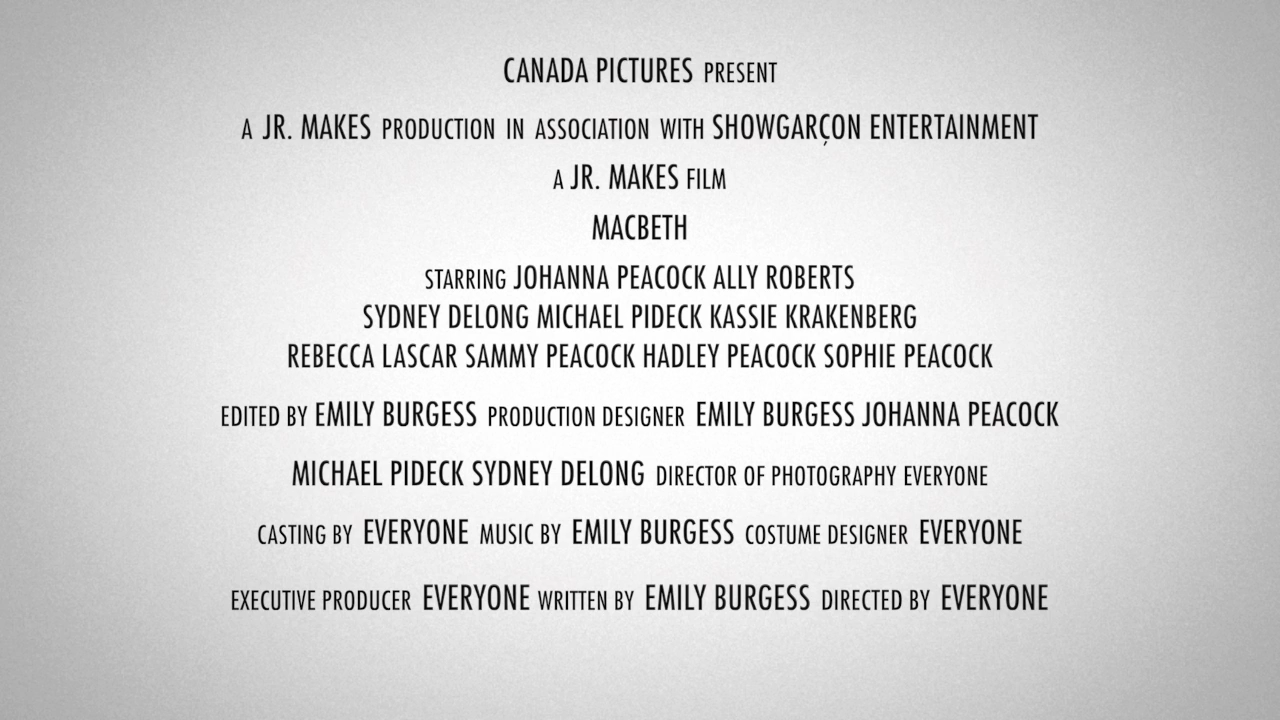 CANADA PICTURES PRESENT
A JR. MAKES PRODUCTION IN ASSOCIATION WITH SHOWGARÇON ENTERTAINMENT
A JR. MAKES FILM
MACBETH
STARRING JOHANNA PEACOCK ALLY ROBERTS
SYDNEY DELONG MICHAEL PIDECK KASSIE KRAKENBERG
REBECCA LASCAR SAMMY PEACOCK HADLEY PEACOCK SOPHIE PEACOCK
EDITED BY EMILY BURGESS PRODUCTION DESIGNER EMILY BURGESS JOHANNA PEACOCK
MICHAEL PIDECK SYDNEY DELONG DIRECTOR OF PHOTOGRAPHY EVERYONE
CASTING BY EVERYONE MUSIC BY EMILY BURGESS COSTUME DESIGNER EVERYONE
EXECUTIVE PRODUCER EVERYONE WRITTEN BY EMILY BURGESS DIRECTED BY EVERYONE